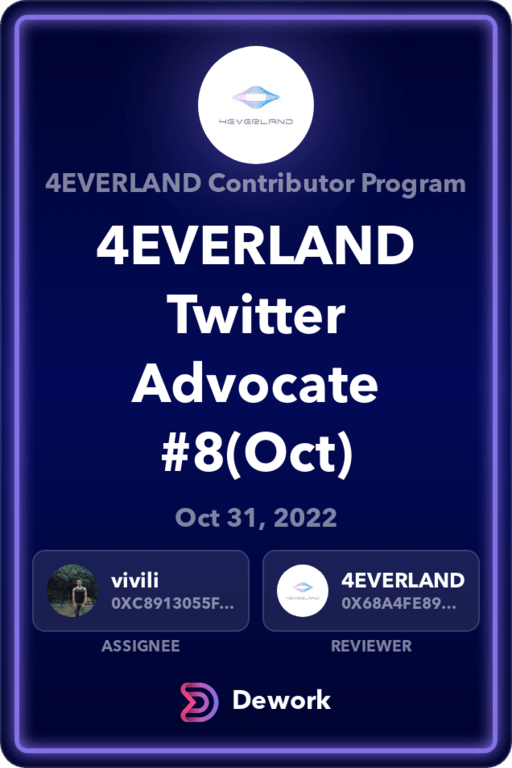 4EVERLAND
4EVERLAND Contributor Program
4EVERLAND
Twitter
Advocate
#8(Oct)
Oct 31, 2022
vivili
0XC8913055F...
4EVERLAND
0X68A4FE89...
ASSIGNEE
REVIEWER
Dework